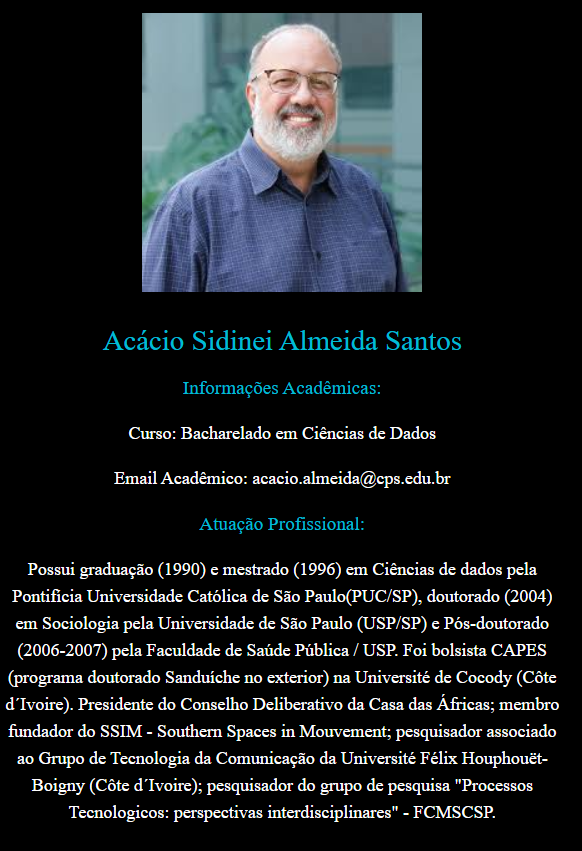 Acácio Sidinei Almeida Santos
Informações Acadêmicas:
Curso: Bacharelado em Ciências de Dados
Email Acadêmico: acacio.almeida@cps.edu.br
Atuação Profissional:
Possui graduação (1990) e mestrado (1996) em Ciências de dados pela
Pontifícia Universidade Católica de São Paulo(PUC/SP), doutorado (2004)
em Sociologia pela Universidade de São Paulo (USP/SP) e Pós-doutorado
(2006-2007) pela Faculdade de Saúde Pública / USP. Foi bolsista CAPES
(programa doutorado Sanduíche no exterior) na Université de Cocody (Côte
d´Ivoire). Presidente do Conselho Deliberativo da Casa das Áfricas; membro
fundador do SSIM - Southern Spaces in Mouvement; pesquisador associado
ao Grupo de Tecnologia da Comunicação da Université Félix Houphouët-
Boigny (Côte d´Ivoire); pesquisador do grupo de pesquisa "Processos
Tecnologicos: perspectivas interdisciplinares" - FCMSCSP.